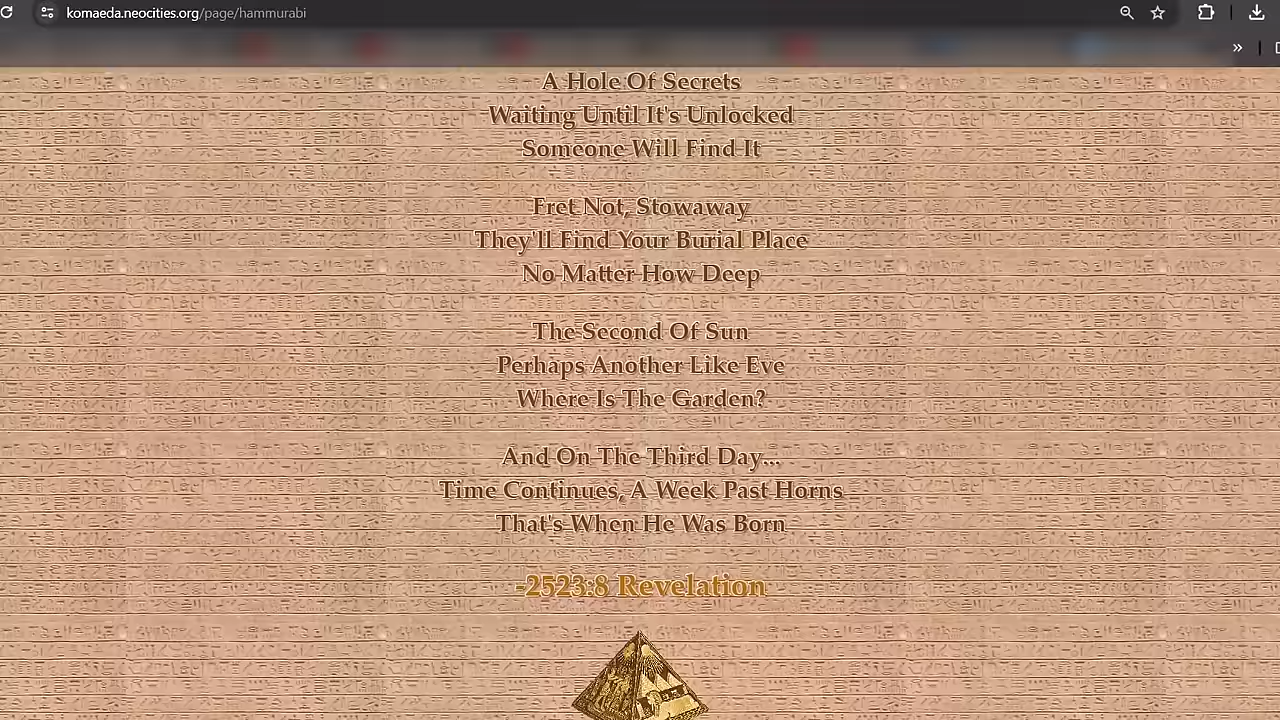 komaeda.neocities.org/page/hammurabi
A Hole Of Secrets
Waiting Until It's Unlocked
Someone Will Find It
Fret Not, Stowaway
They'll Find Your Burial Place
No Matter How Deep
The Second Of Sun
Perhaps Another Like Eve
Where Is The Garden?
And On The Third Day...
Time Continues, A Week Past Horns
That's When He Was Born
-2523:8 Revelation